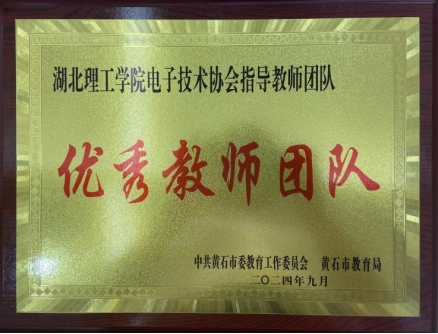 湖北理工学院电子技术协会指导教师团队
优秀教师团队
中共黄石市委教育工作委员会 黄石市教育局
二〇二四年九月